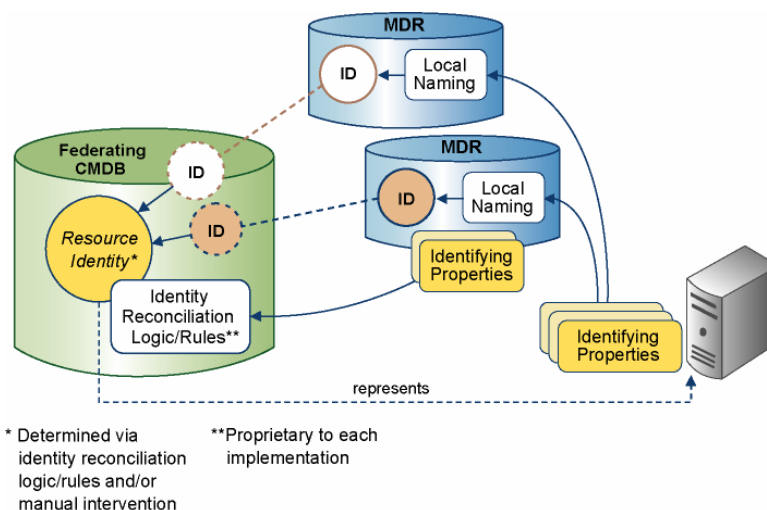 MDR
ID
Local
Naming
Federating
CMDB
ID
MDR
ID
Local
Naming
Resource
Identity*
ID
Identifying
Properties
Identity
Reconciliation
Logic/Rules**
Identifying
Properties
represents
* Determined via
identity reconciliation
logic/rules and/or
manual intervention
**Proprietary to each
implementation